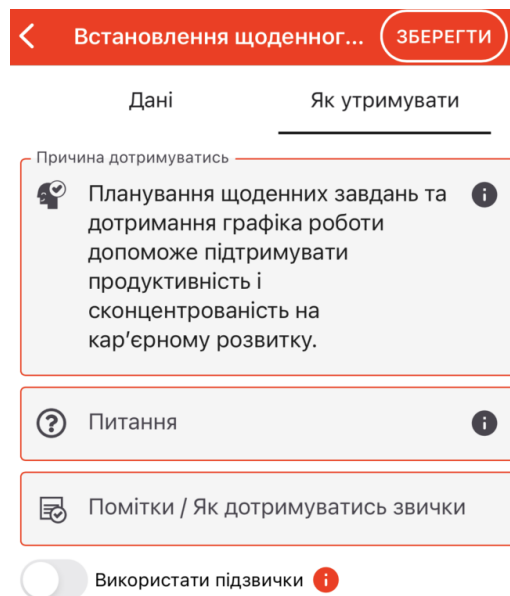 Встановлення щоденног...
ЗБЕРЕГТИ
Дані
Як утримувати
Причина дотримуватись
Планування щоденних завдань та
дотримання графіка роботи
допоможе підтримувати
продуктивність і
сконцентрованість на
кар’єрному розвитку.
Питання
Помітки / Як дотримуватись звички
Використати підзвички